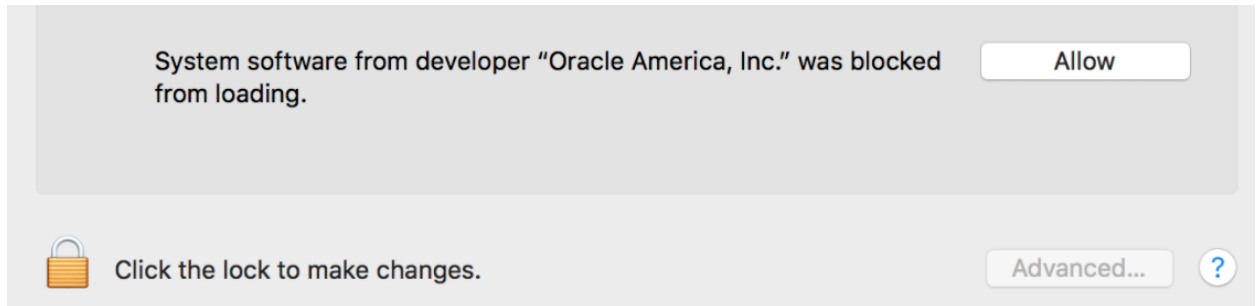 System software from developer “Oracle America, Inc.” was blocked
from loading.
Allow
Click the lock to make changes.
Advanced...
?